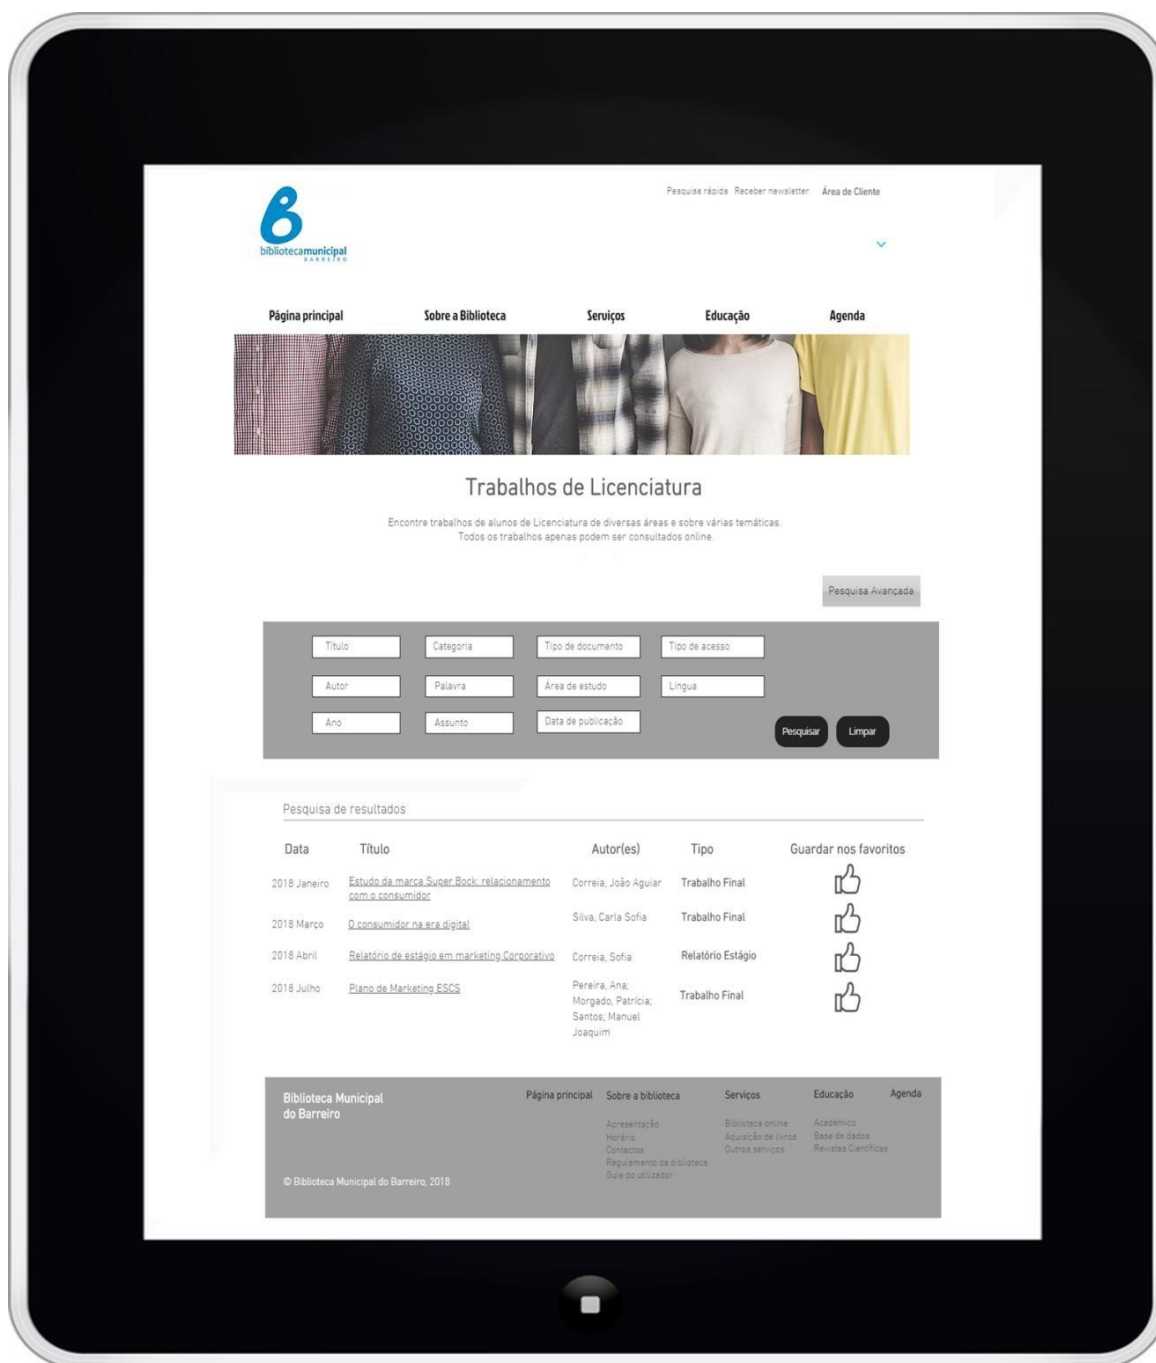 Pesquisa rápida Receber newsletter Área de Cliente
bibliotecamunicipal
BARREIRO
Página principal Sobre a Biblioteca Serviços Educação Agenda
Trabalhos de Licenciatura
Encontre trabalhos de alunos de Licenciatura de diversas áreas e sobre várias temáticas.
Todos os trabalhos apenas podem ser consultados online.
Pesquisa Avançada
Título Categoria Tipo de documento Tipo de acesso
Autor Palavra Área de estudo Língua
Ano Assunto Data de publicação
Pesquisar Limpar
Pesquisa de resultados
Data Título Autor(es) Tipo Guardar nos favoritos
2018 Janeiro Estudo da marca Super Bock: relacionamento Correia, João Aguiar Trabalho Final
com o consumidor
2018 Março O consumidor na era digital Silva, Carla Sofia Trabalho Final
2018 Abril Relatório de estágio em marketing Corporativo Correia, Sofia Relatório Estágio
2018 Julho Plano de Marketing ESCS Pereira, Ana; Trabalho Final
Morgado, Patrícia;
Santos; Manuel
Joaquim
Biblioteca Municipal
do Barreiro
Página principal Sobre a biblioteca Serviços Educação Agenda
Apresentação Biblioteca online Académico
Horário Aquisição de livros Base de dados
Contactos Outros serviços Revistas Científicas
Regulamento da biblioteca
Guia do utilizador
© Biblioteca Municipal do Barreiro, 2018